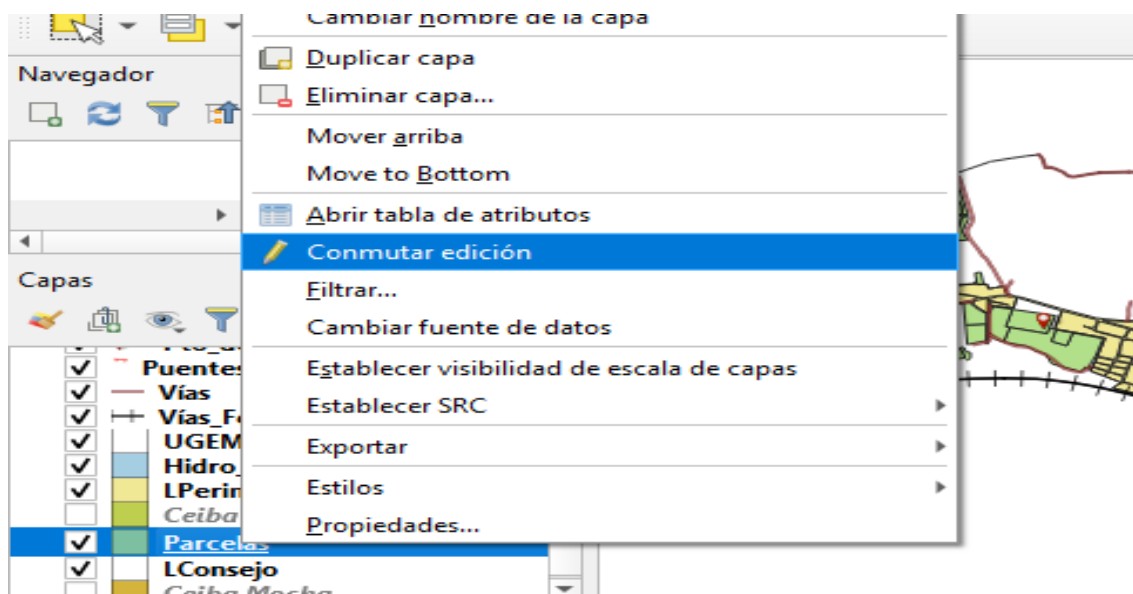 Cambiar nombre de la capa
Duplicar capa
Navegador
Eliminar capa...
Mover arriba
Move to Bottom
Abrir tabla de atributos
Conmutar edición
Capas
Filtrar...
Cambiar fuente de datos
Puentes
Establecer visibilidad de escala de capas
Vías
Establecer SRC
UGEM
Exportar
Hidro_
LPerin
Estilos
Ceiba
Propiedades...
Parcelas
LConsejo
Ceiba Mocha